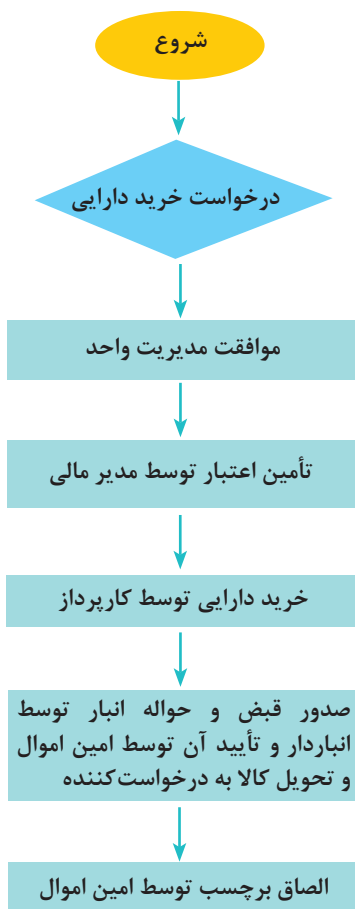 شروع
درخواست خرید دارایی
موافقت مدیریت واحد
تأمین اعتبار توسط مدیر مالی
خرید دارایی توسط کارپرداز
صدور قبض و حواله انبار توسط
انباردار و تأیید آن توسط امین اموال
و تحویل کالا به درخواست‌کننده
الصاق برچسب توسط امین اموال